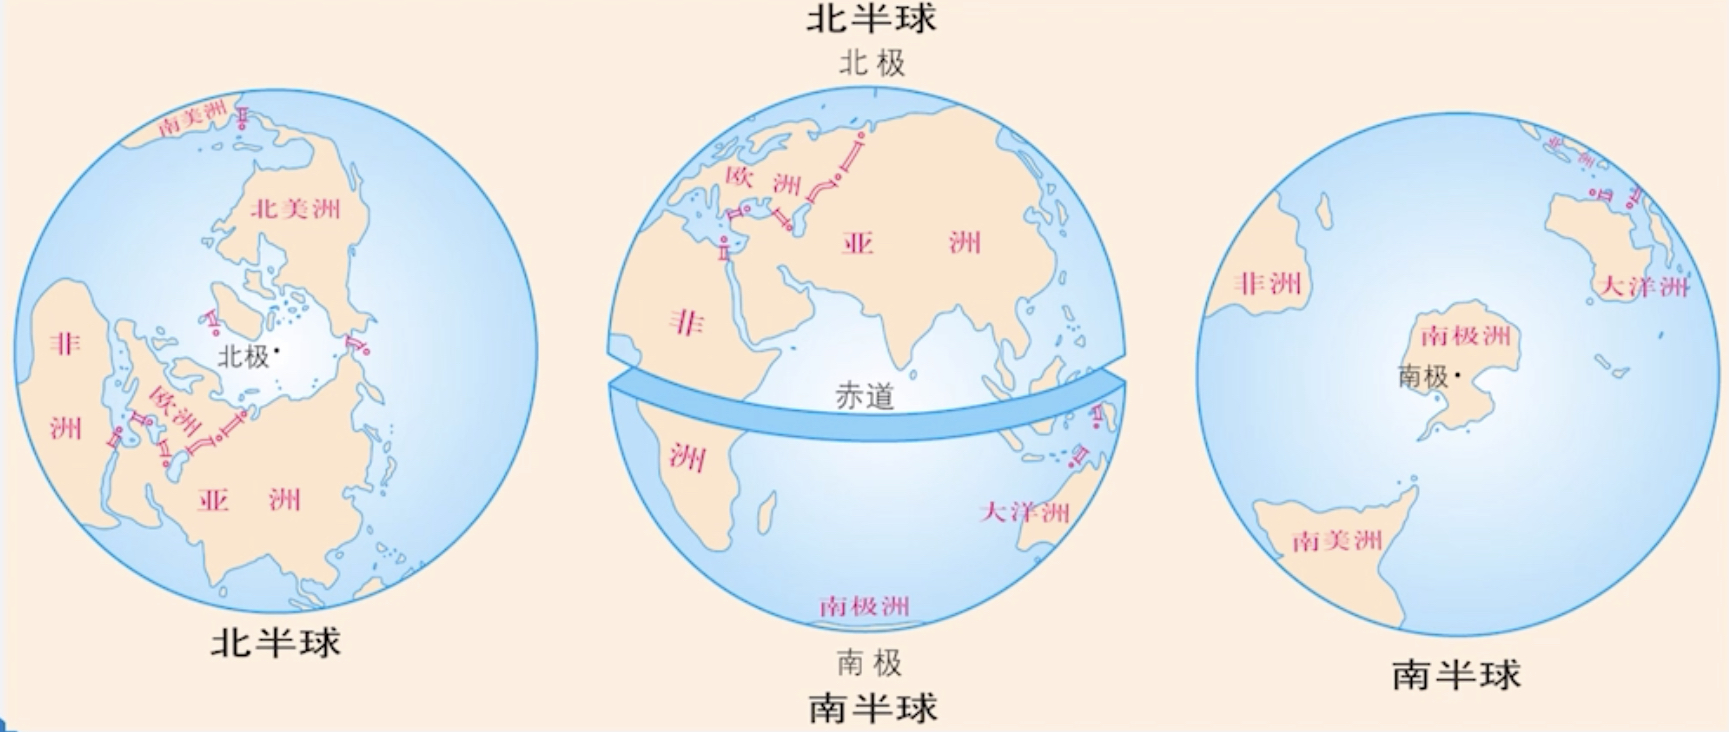 南美洲
北美洲
北极
非
洲
欧洲
亚 洲
北半球
北半球
北极
欧 洲
亚 洲
非
赤道
洲
大洋洲
南极洲
南极
南半球
非洲
大洋洲
南极洲
南极
南美洲
南半球